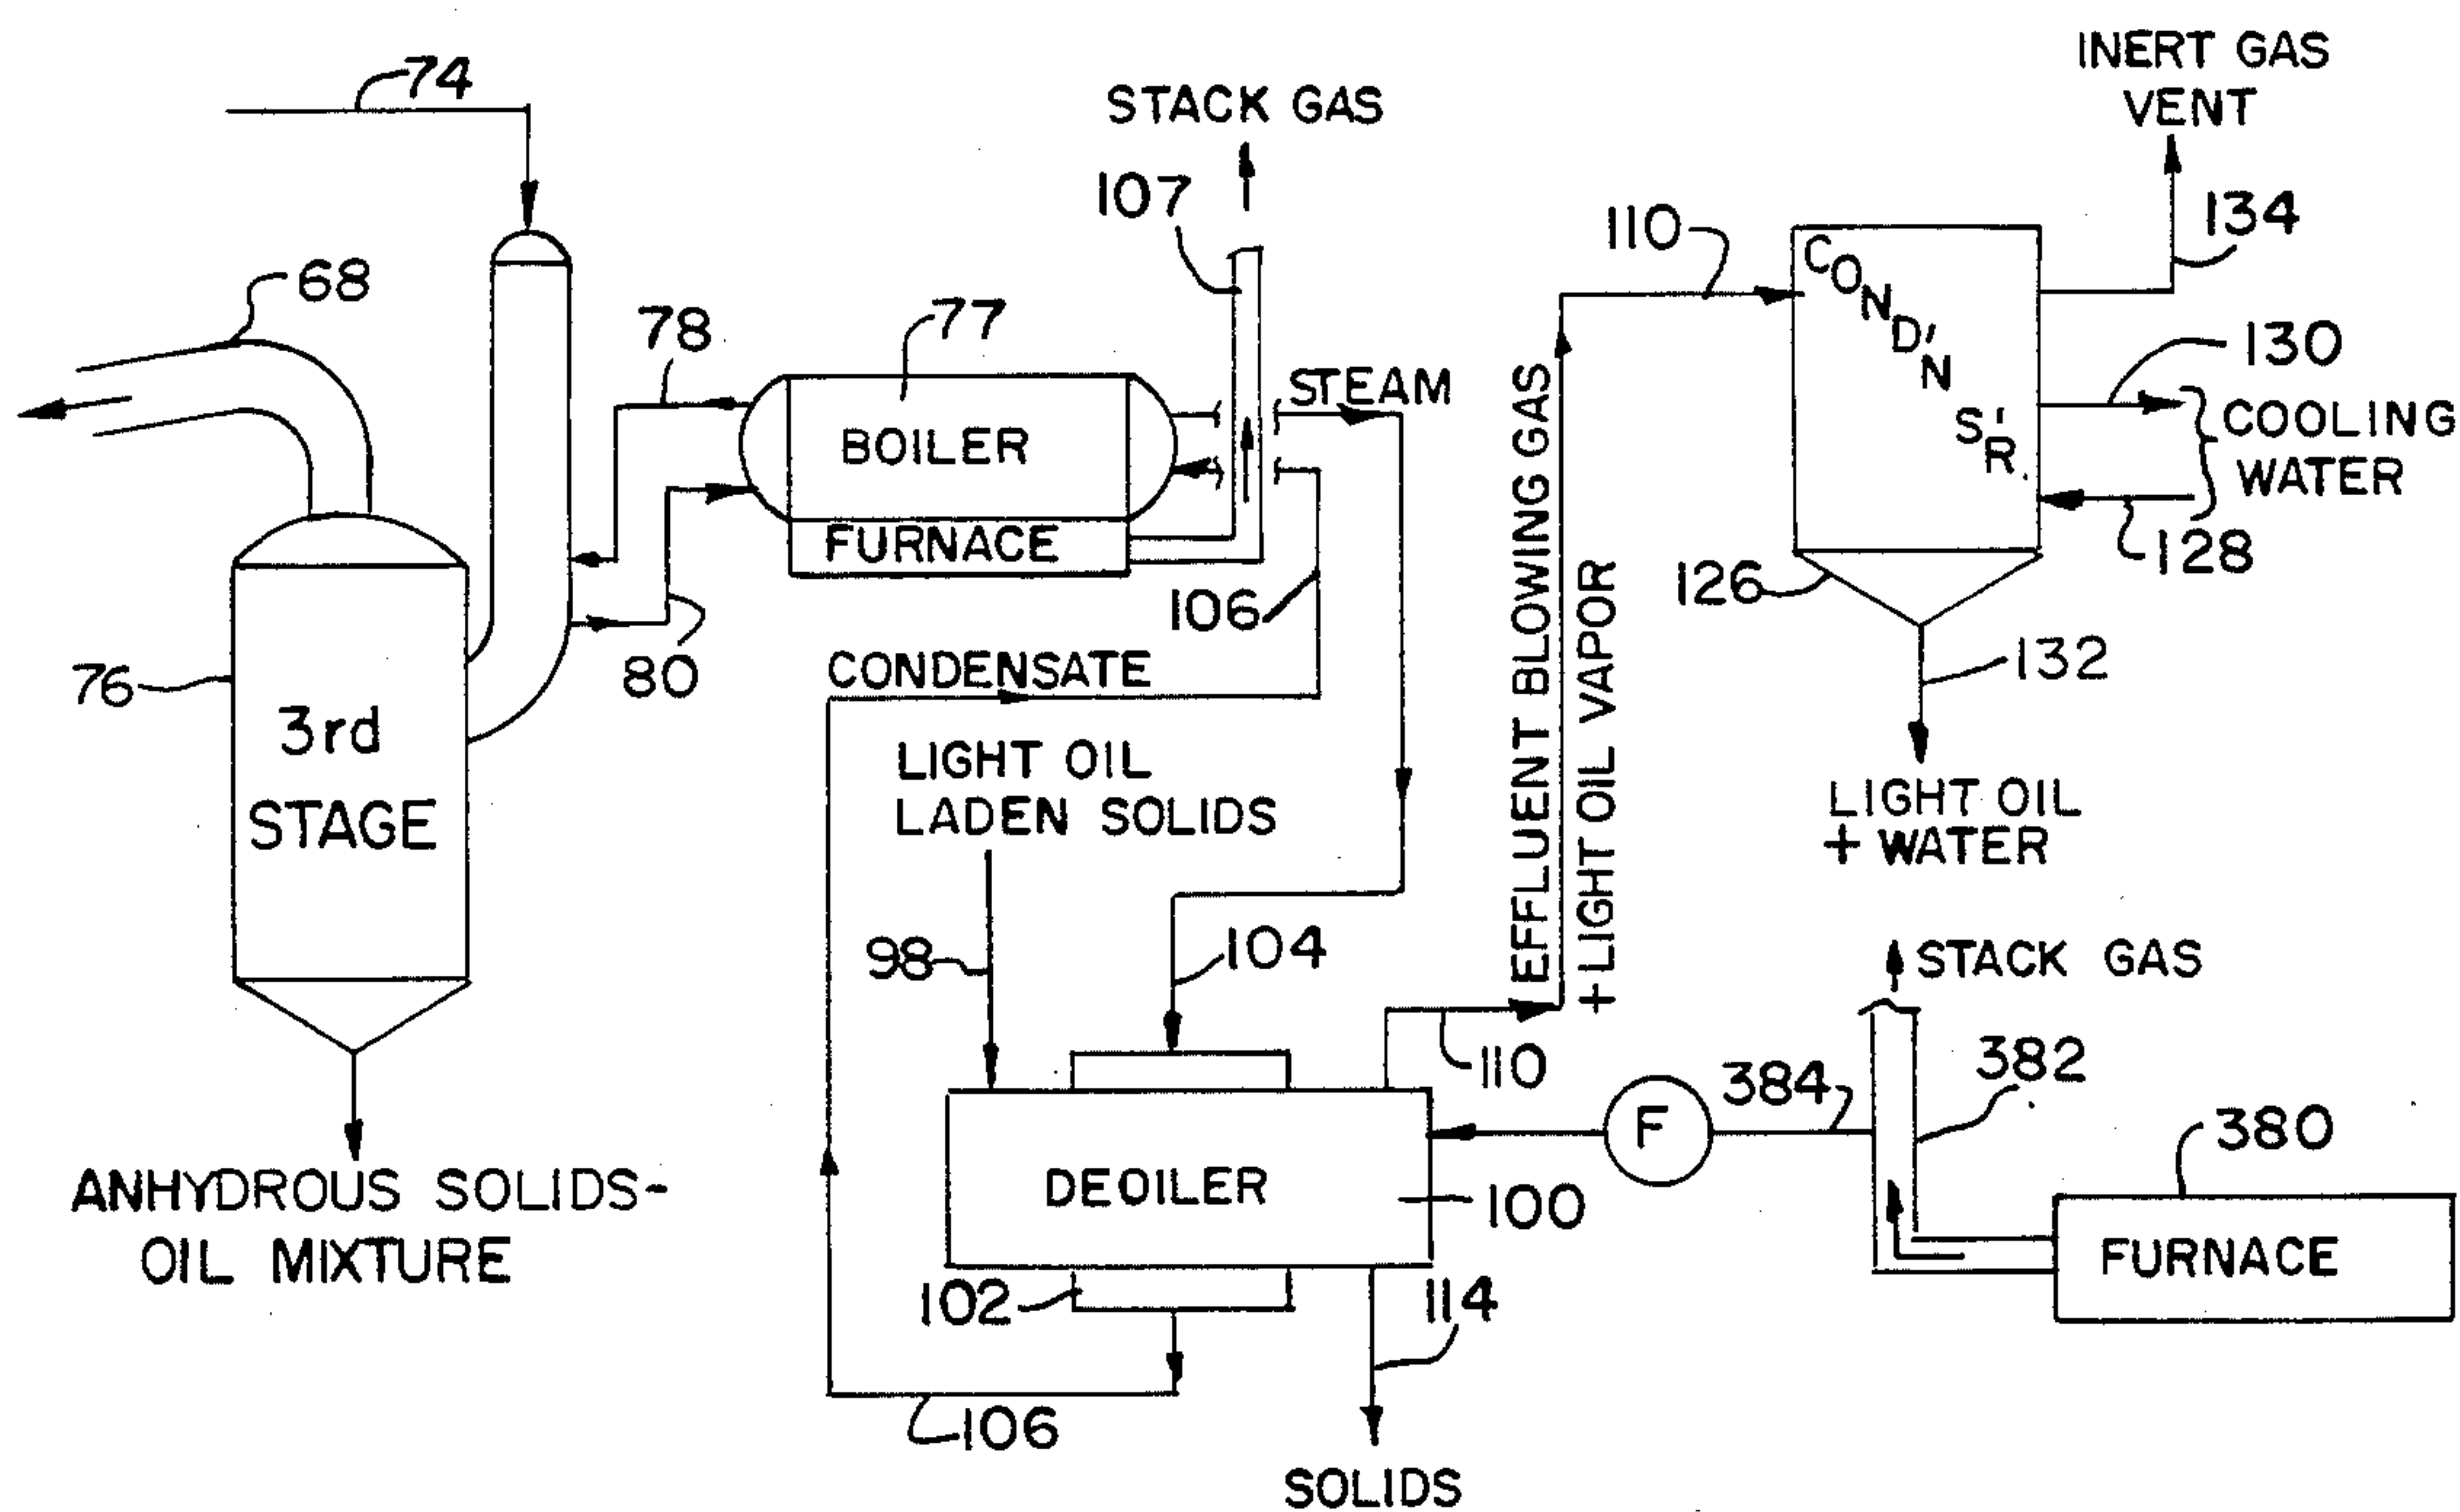 74
68
76
3rd
STAGE
ANHYDROUS SOLIDS-
OIL MIXTURE
78
80
77
BOILER
FURNACE
STACK GAS
107
STEAM
106
CONDENSATE
LIGHT OIL
LADEN SOLIDS
98
104
DEOILER
100
102
106
114
SOLIDS
110
EFFLUENT BLOWING GAS
+ LIGHT OIL VAPOR
110
COND'NS'R.
INERT GAS
VENT
134
130
COOLING
WATER
128
126
132
LIGHT OIL
+ WATER
STACK GAS
382
384
F
380
FURNACE